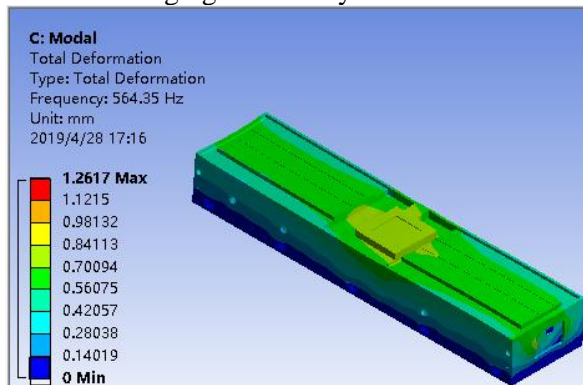 C: Modal
Total Deformation
Type: Total Deformation
Frequency: 564.35 Hz
Unit: mm
2019/4/28 17:16
1.2617 Max
1.1215
0.98132
0.84113
0.70094
0.56075
0.42057
0.28038
0.14019
0 Min